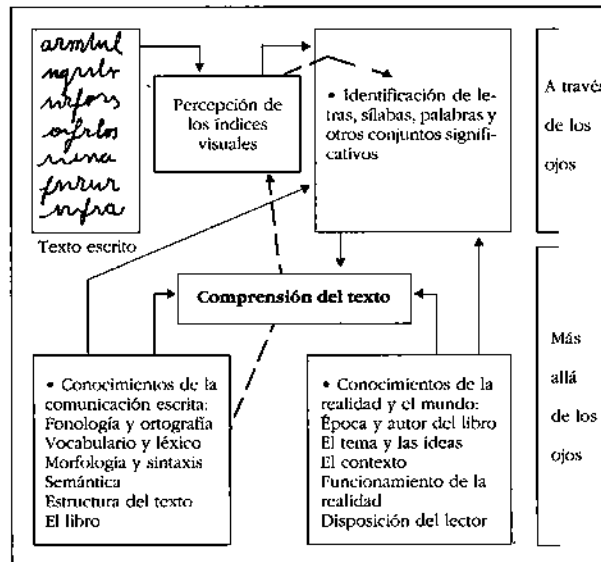 Texto escrito
Percepción de
los índices
visuales
• Identificación de le-
tras, sílabas, palabras y
otros conjuntos signifi-
cativos
A través
de los
ojos
Comprensión del texto
• Conocimientos de la
comunicación escrita:
Fonología y ortografía
Vocabulario y léxico
Morfología y sintaxis
Semántica
Estructura del texto
El libro
• Conocimientos de la
realidad y el mundo:
Época y autor del libro
El tema y las ideas
El contexto
Funcionamiento de la
realidad
Disposición del lector
Más
allá
de los
ojos